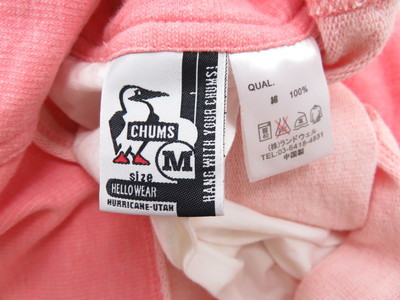 CHUMS
M
size
HELLO WEAR
HURRICANE-UTAH
HANG WITH YOUR CHUMS!
QUAL.
綿 100%
(株)ランドウェル
TEL:03-5418-4831
中国製